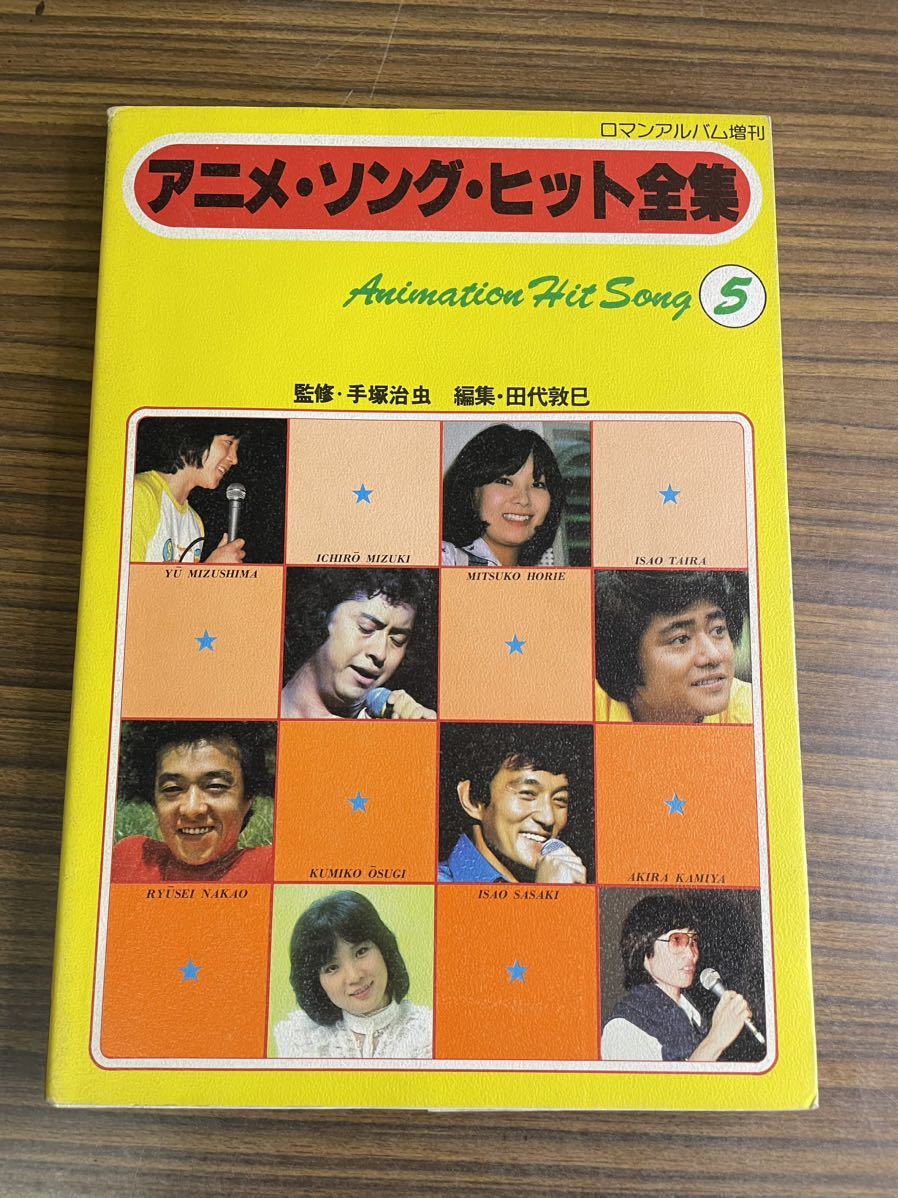 ロマンアルバム増刊
アニメ・ソング・ヒット全集
Animation Hit Song 5
監修・手塚治虫 編集・田代敦巳
ICHIRŌ MIZUKI
ISAO TAIRA
YŪ MIZUSHIMA
MITSUKO HORIE
KUMIKO ŌSUGI
AKIRA KAMIYA
RYŪSEI NAKAO
ISAO SASAKI